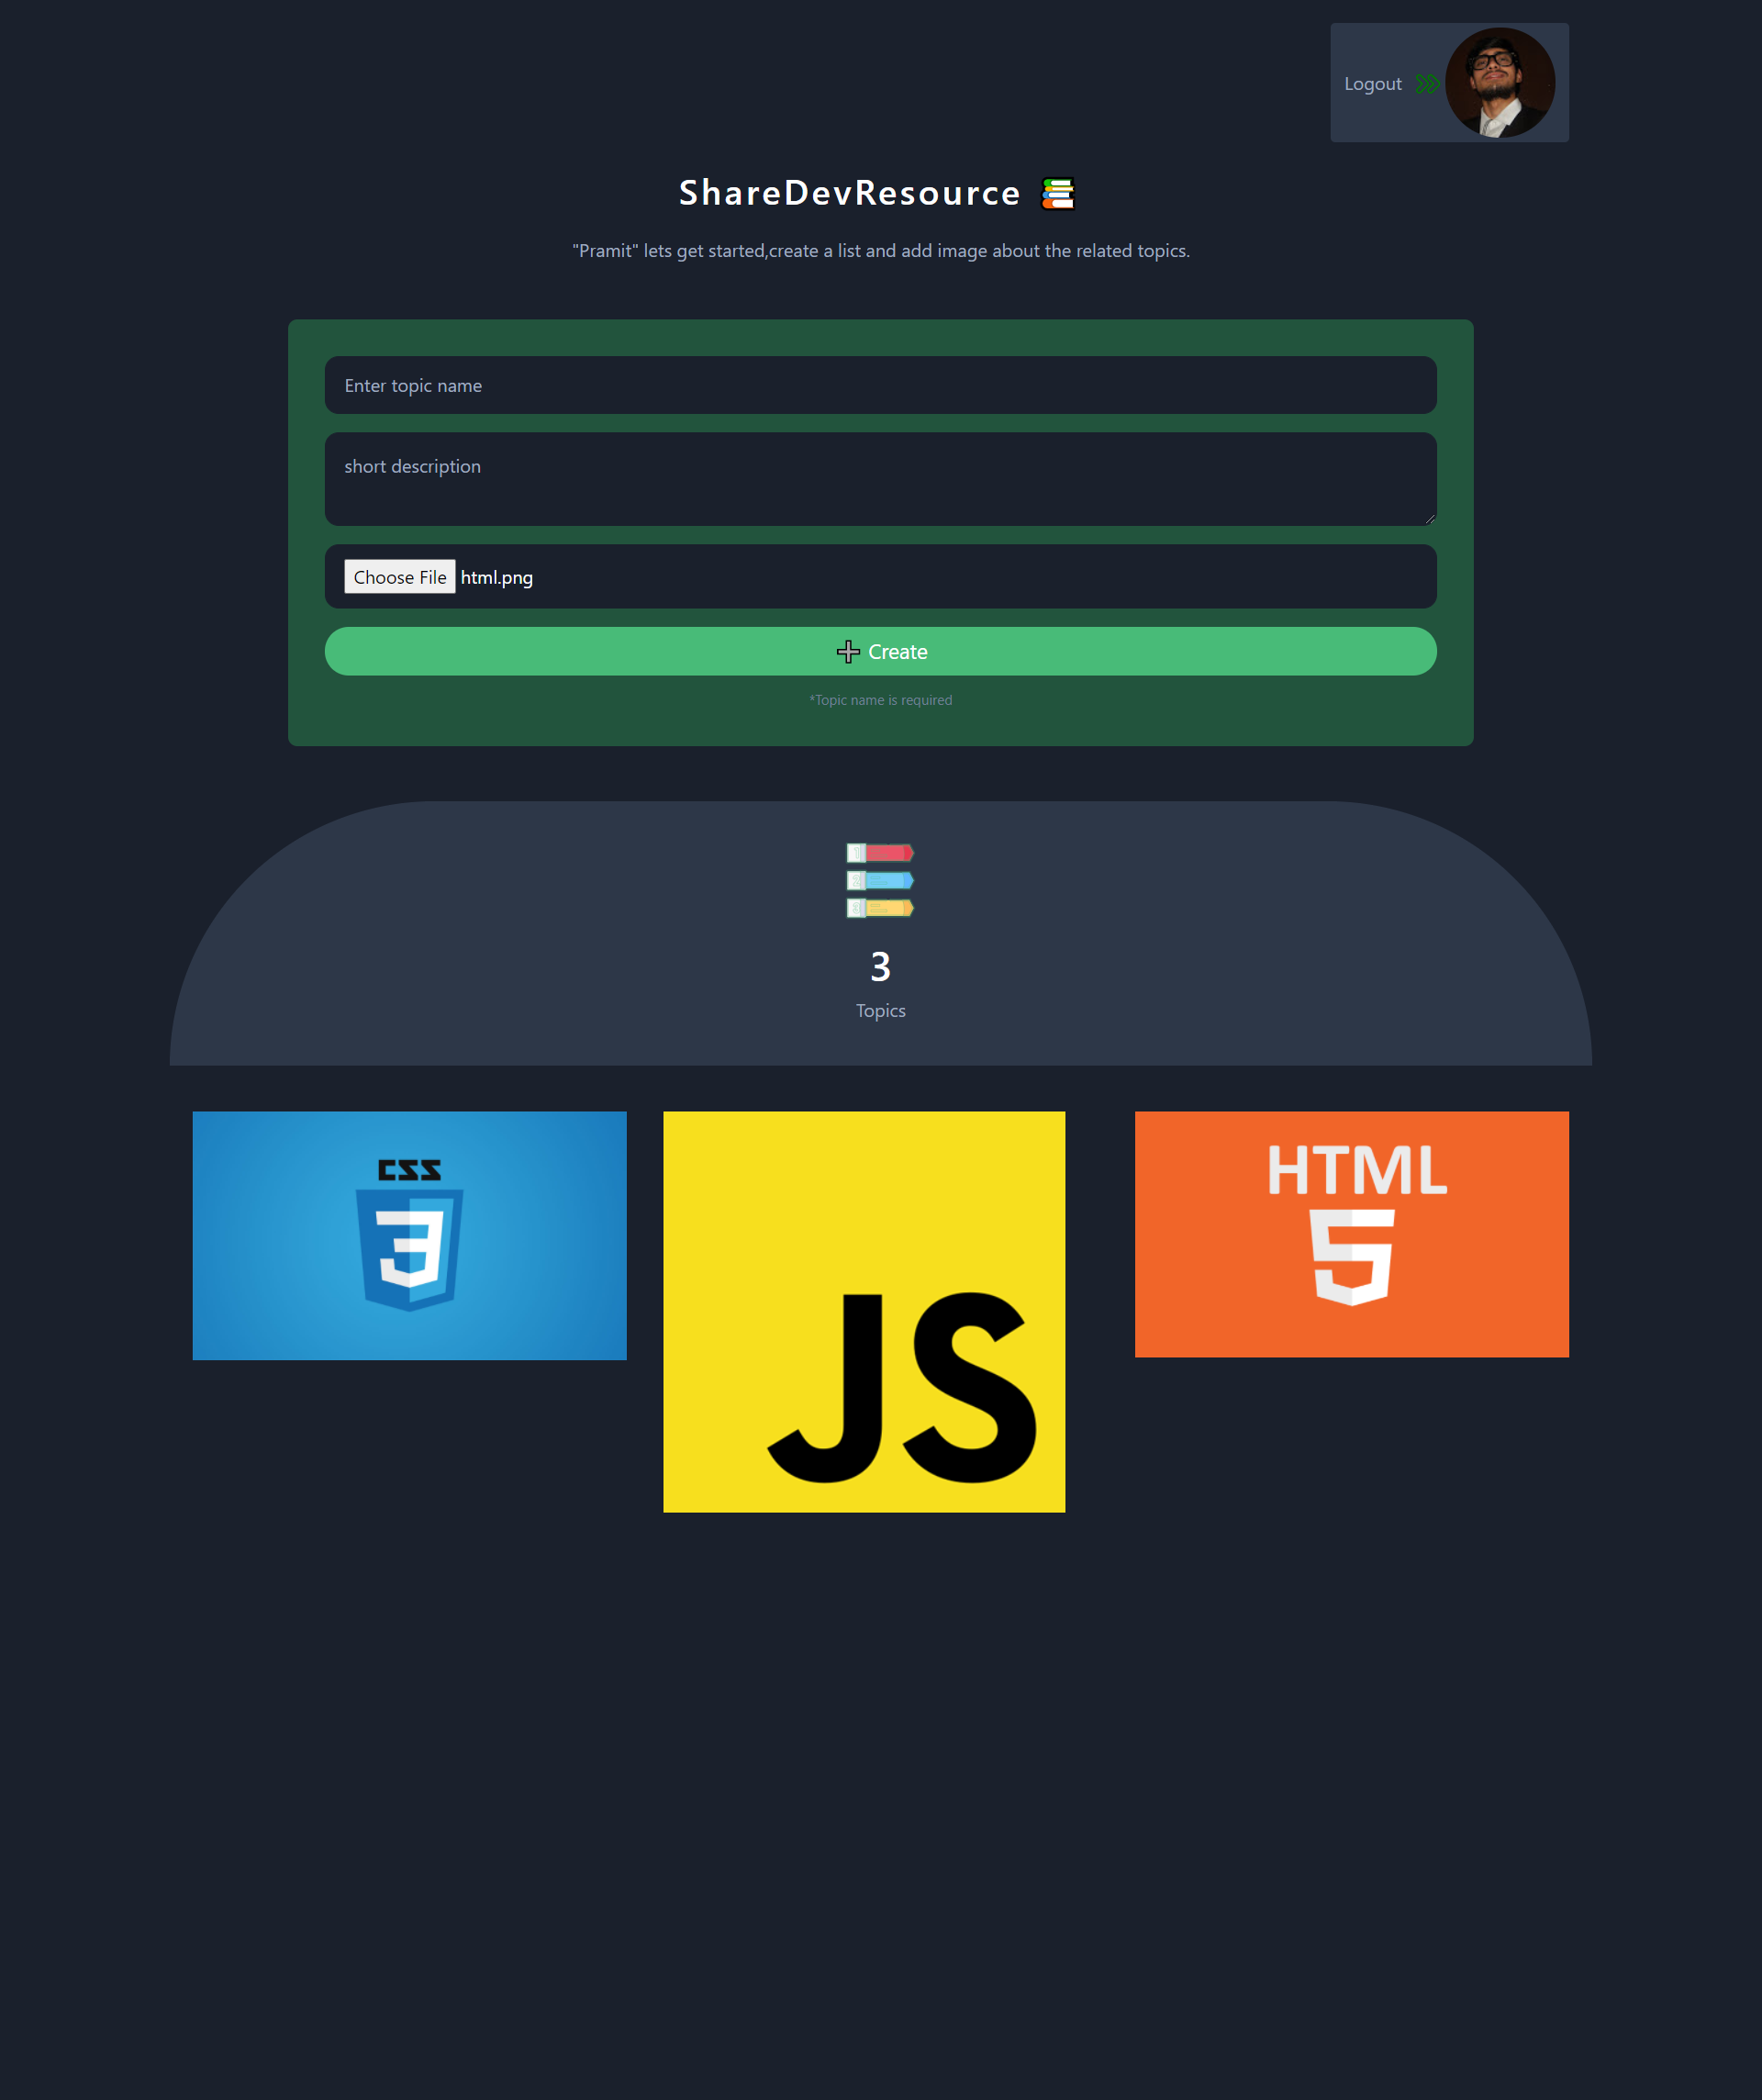 Logout
ShareDevResource
"Pramit" lets get started,create a list and add image about the related topics.
Enter topic name
short description
Choose File html.png
Create
*Topic name is required
3
Topics
CSS
3
JS
HTML
5